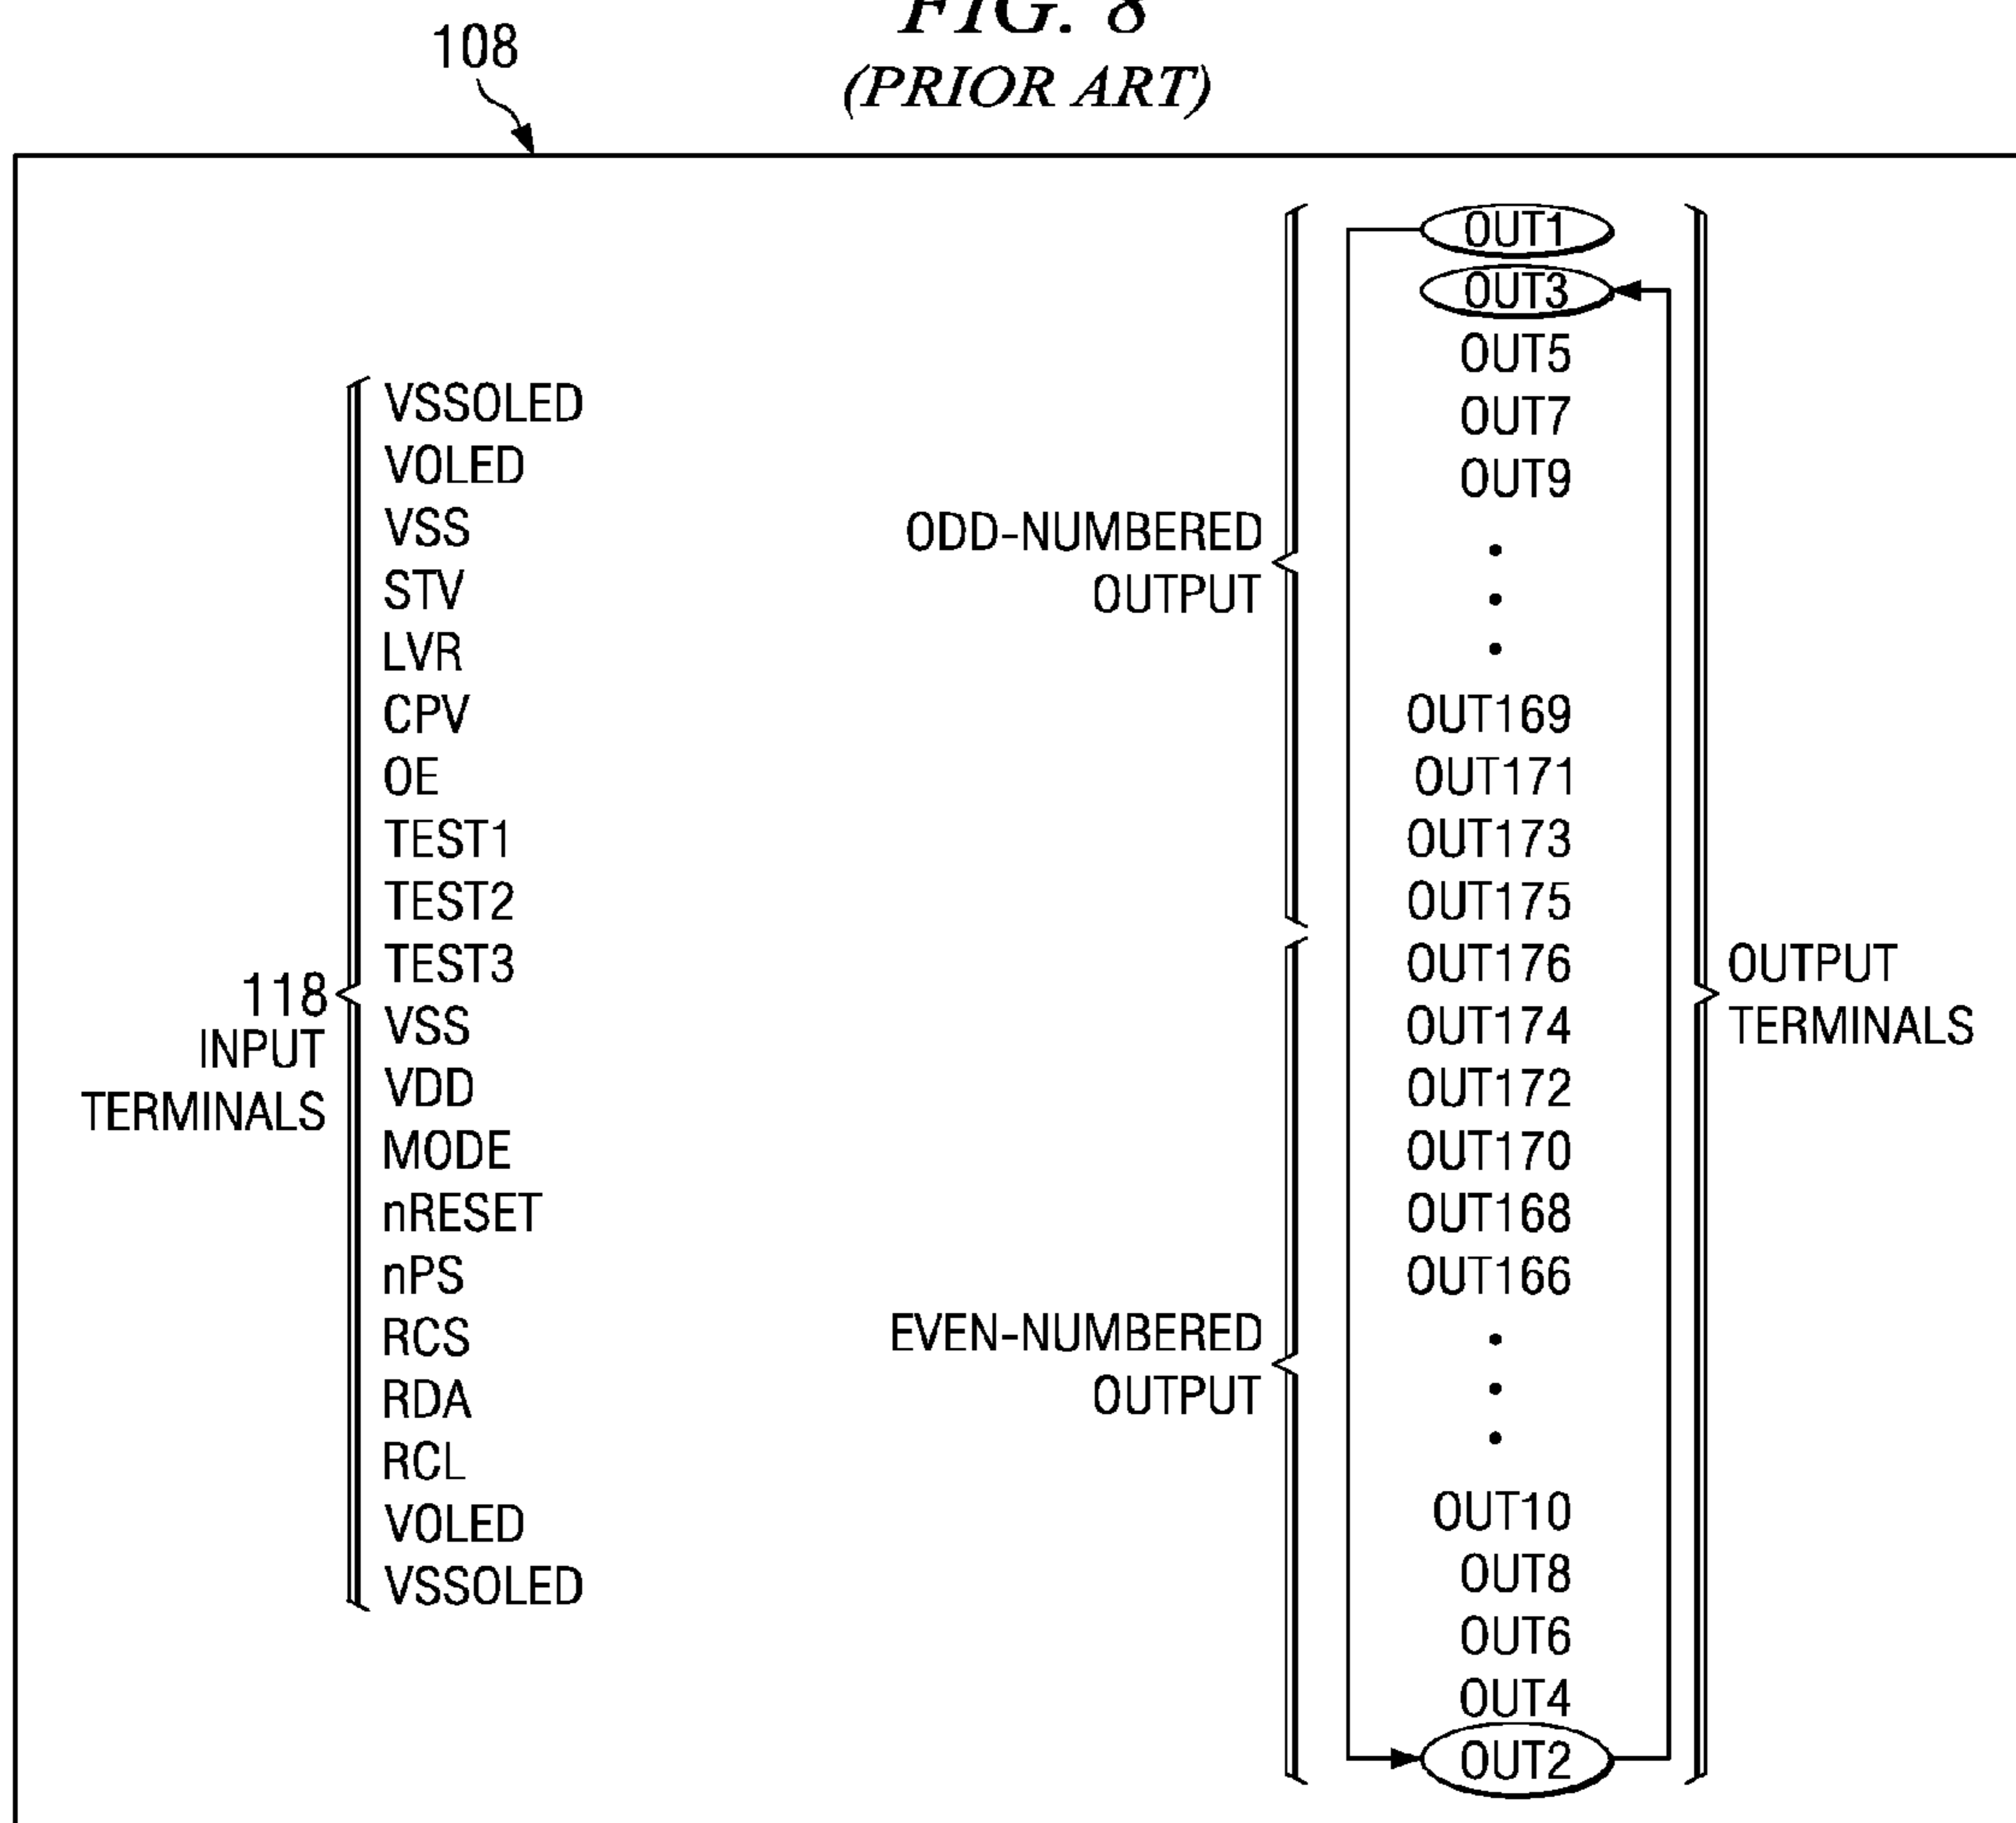 FIG. 8
(PRIOR ART)
108
118
INPUT
TERMINALS
VSSOLED
VOLED
VSS
STV
LVR
CPV
OE
TEST1
TEST2
TEST3
VSS
VDD
MODE
nRESET
nPS
RCS
RDA
RCL
VOLED
VSSOLED
ODD-NUMBERED
OUTPUT
EVEN-NUMBERED
OUTPUT
OUT1
OUT3
OUT5
OUT7
OUT9
OUT169
OUT171
OUT173
OUT175
OUT176
OUT174
OUT172
OUT170
OUT168
OUT166
OUT10
OUT8
OUT6
OUT4
OUT2
OUTPUT
TERMINALS